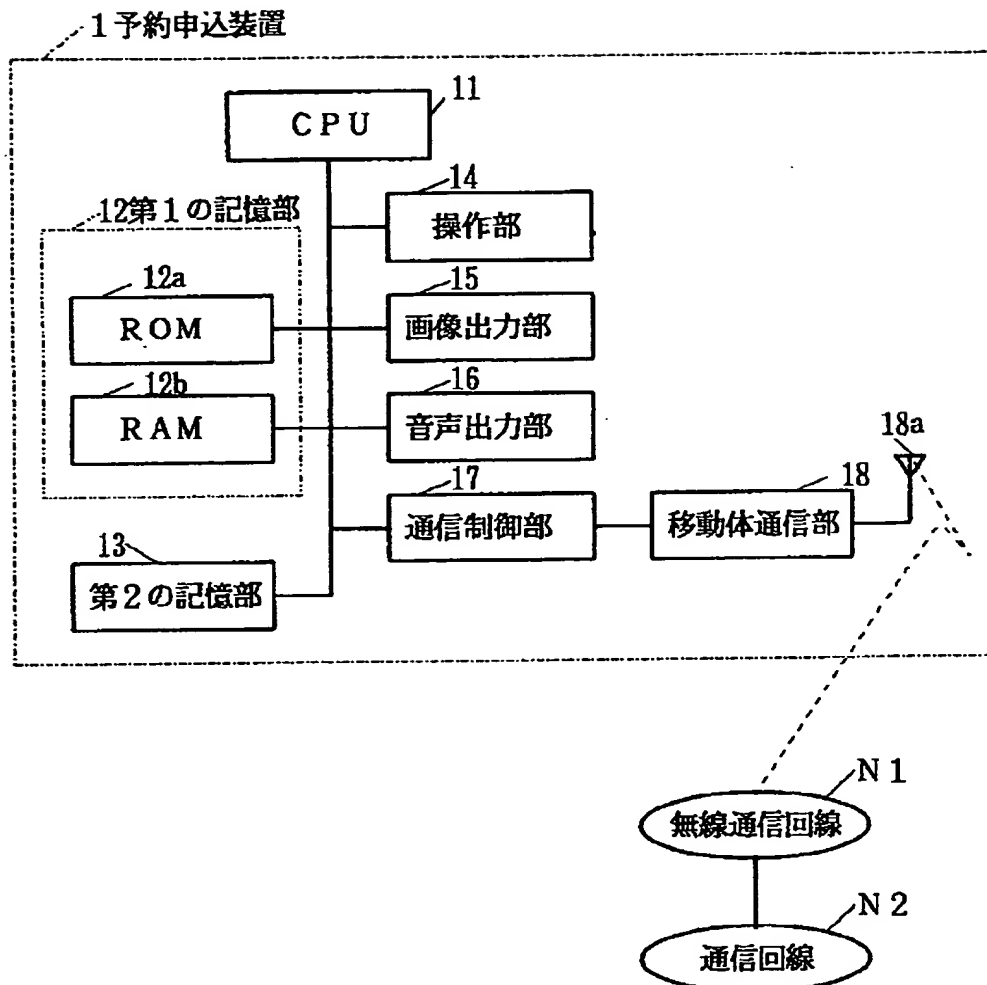 1予約申込装置
11
CPU
14
操作部
12第1の記憶部
12a
ROM
15
画像出力部
12b
RAM
16
音声出力部
18a
17
通信制御部
18
移動体通信部
13
第2の記憶部
N1
無線通信回線
N2
通信回線